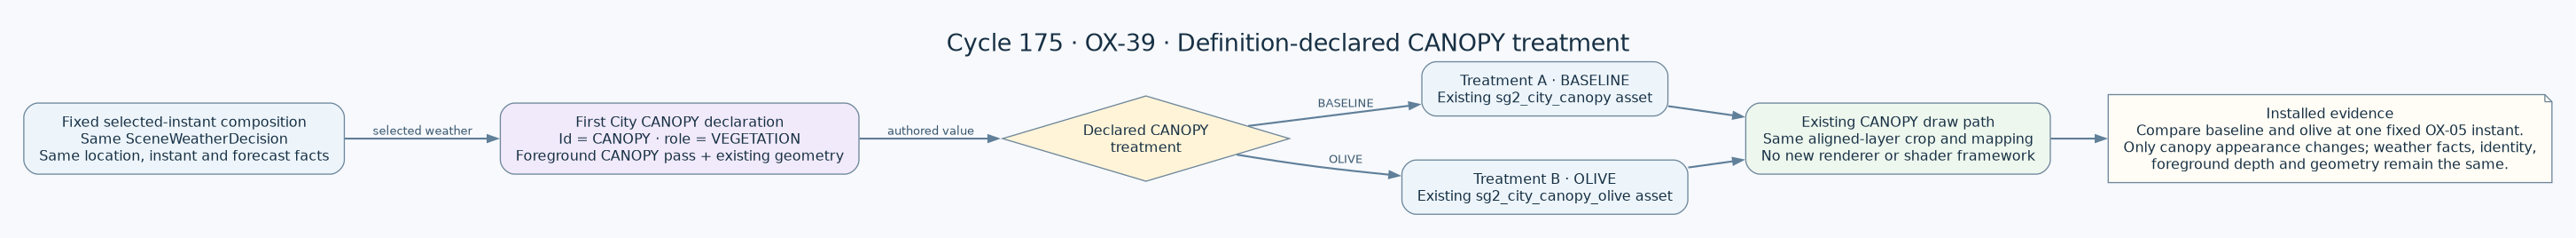 Cycle 175 · OX-39 · Definition-declared CANOPY treatment
Fixed selected-instant composition
Same SceneWeatherDecision
Same location, instant and forecast facts
selected weather
First City CANOPY declaration
Id = CANOPY · role = VEGETATION
Foreground CANOPY pass + existing geometry
authored value
Declared CANOPY
treatment
BASELINE
Treatment A · BASELINE
Existing sg2_city_canopy asset
OLIVE
Treatment B · OLIVE
Existing sg2_city_canopy_olive asset
Existing CANOPY draw path
Same aligned-layer crop and mapping
No new renderer or shader framework
Installed evidence
Compare baseline and olive at one fixed OX-05 instant.
Only canopy appearance changes; weather facts, identity,
foreground depth and geometry remain the same.